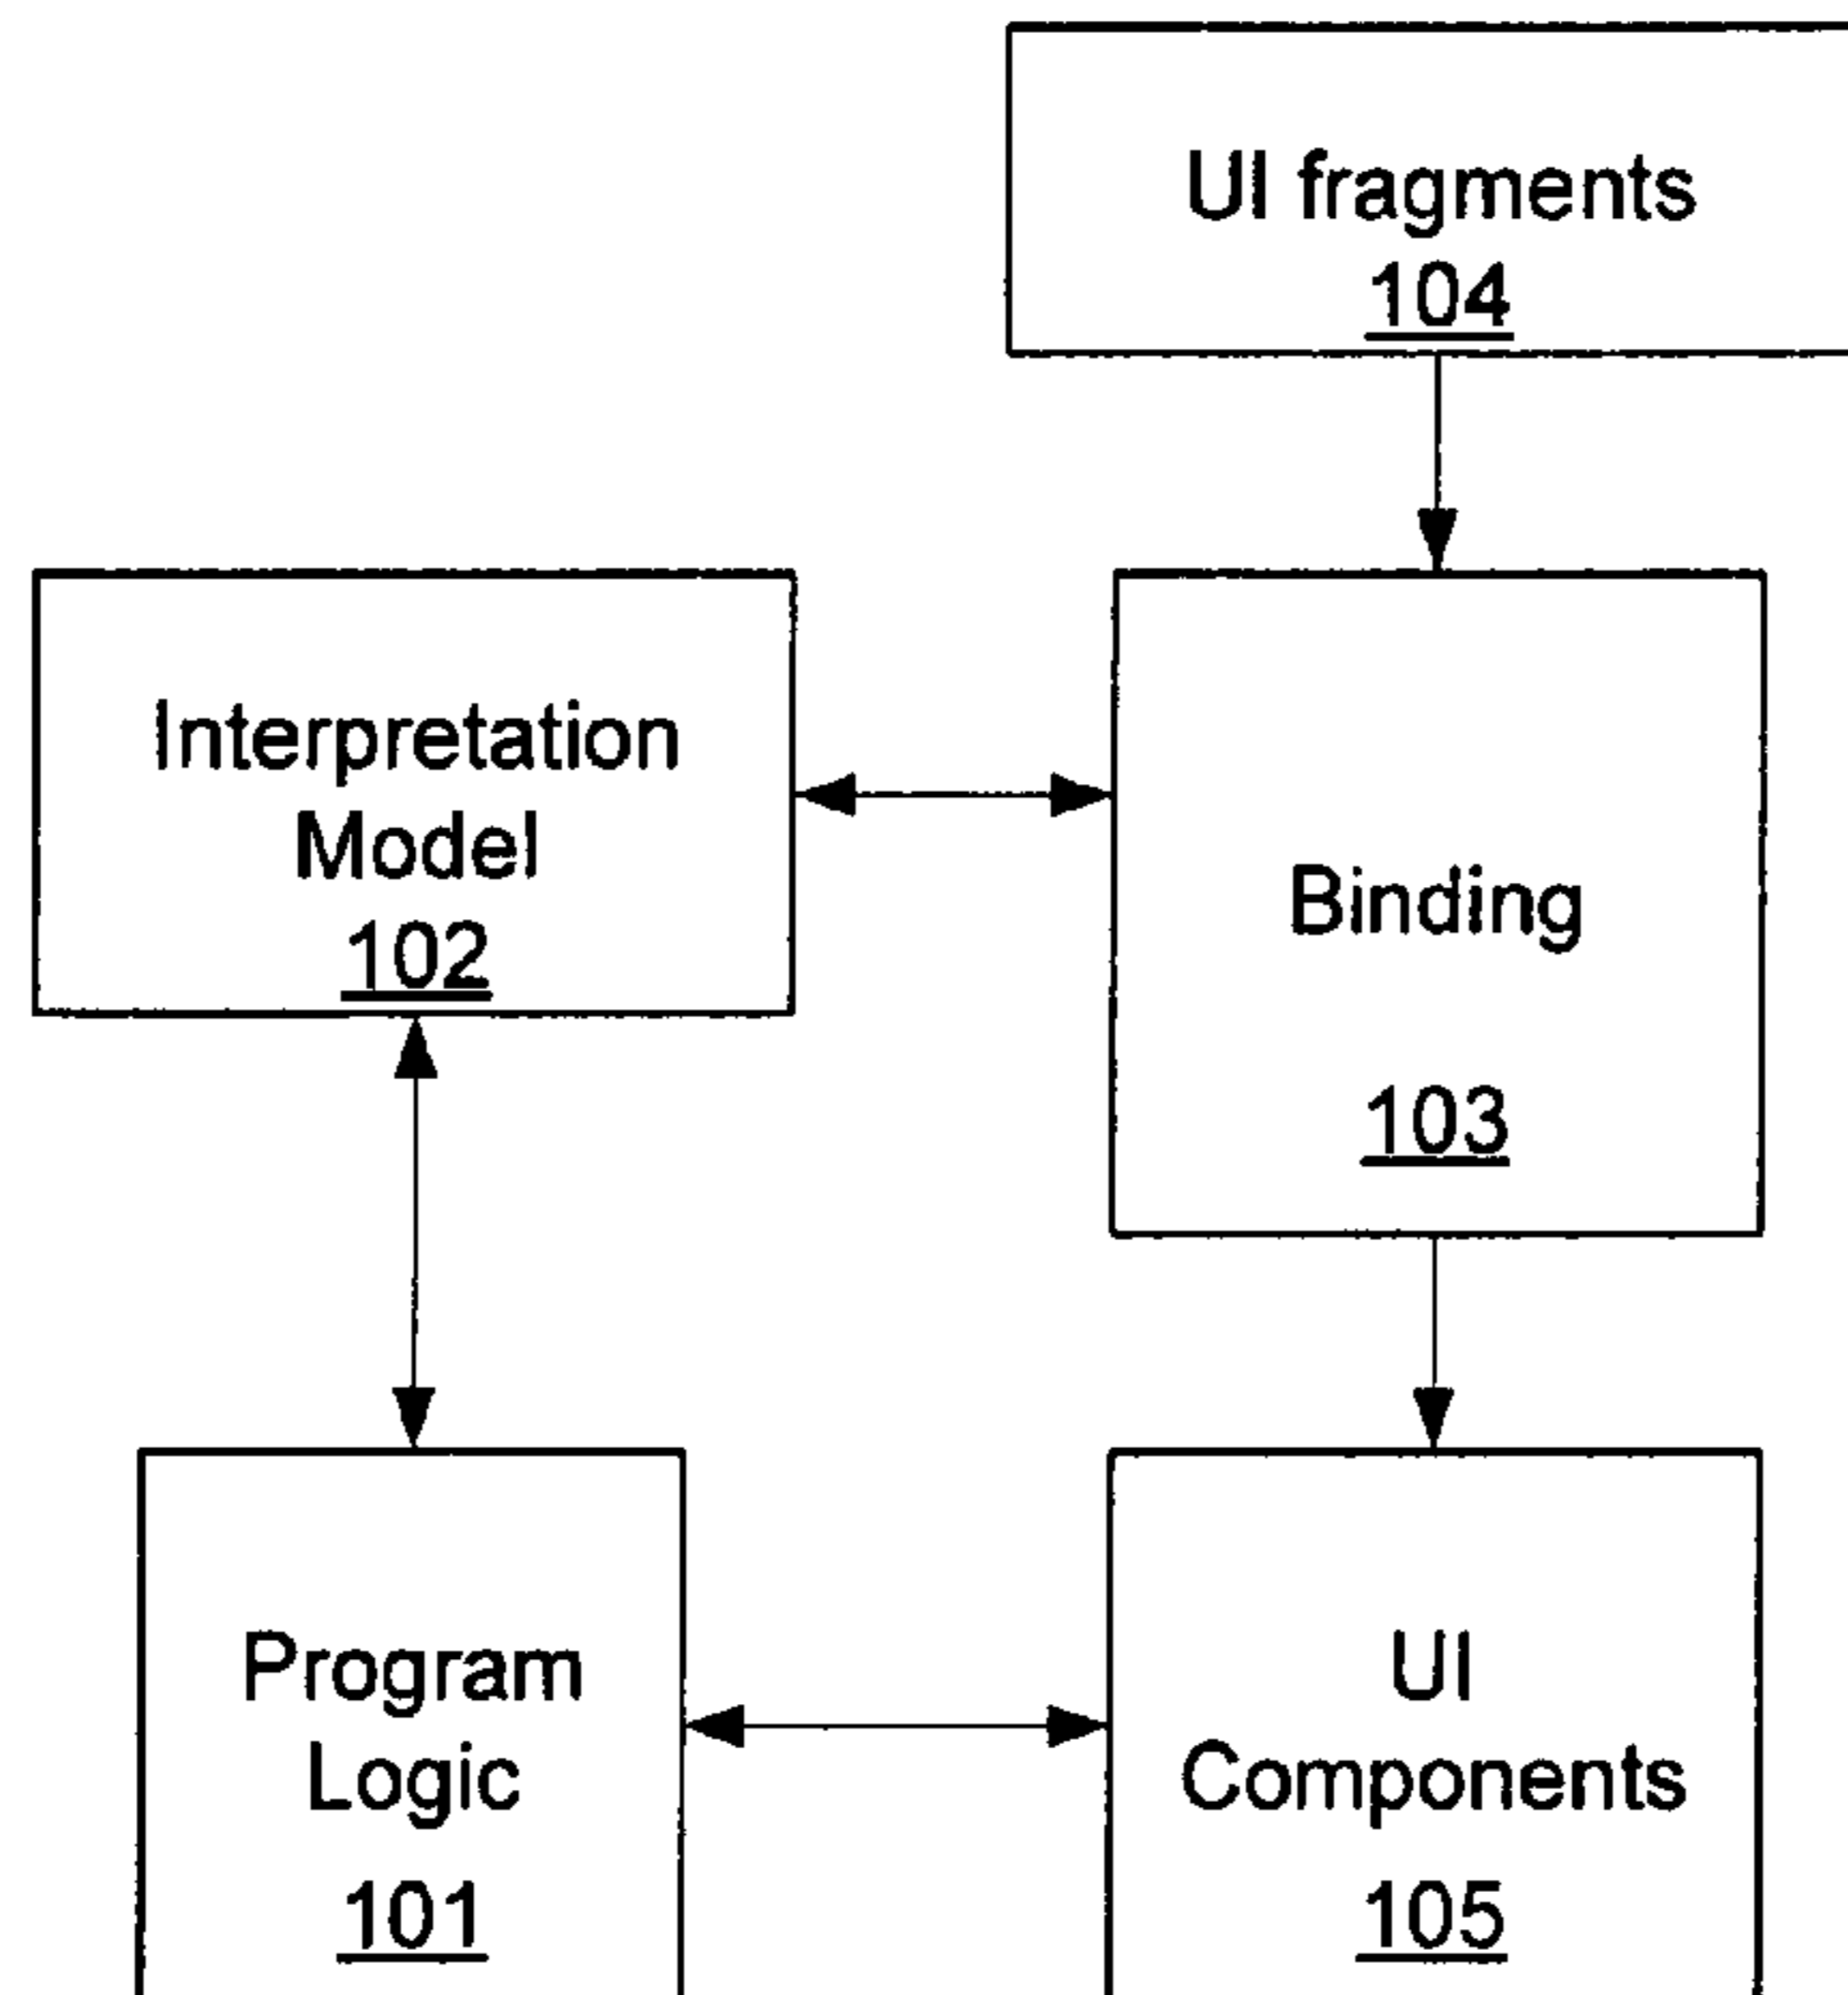 UI fragments
104
Interpretation
Model
102
Binding
103
Program
Logic
101
UI
Components
105